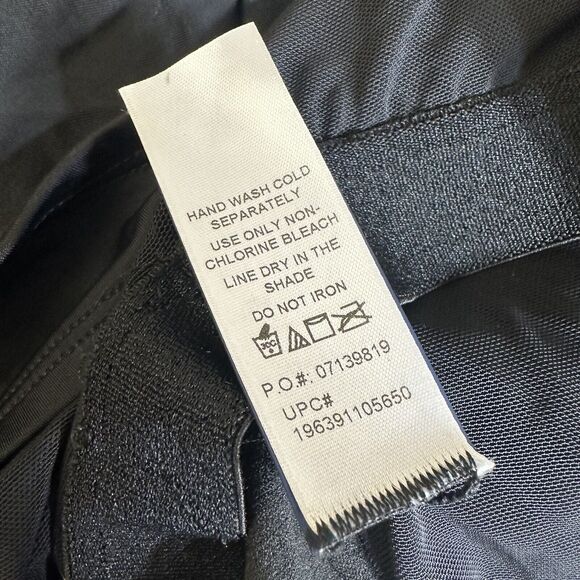 HAND WASH COLD
SEPARATELY
USE ONLY NON-
CHLORINE BLEACH
LINE DRY IN THE
SHADE
DO NOT IRON
30C
P.O.#: 07139819
UPC#
196391105650